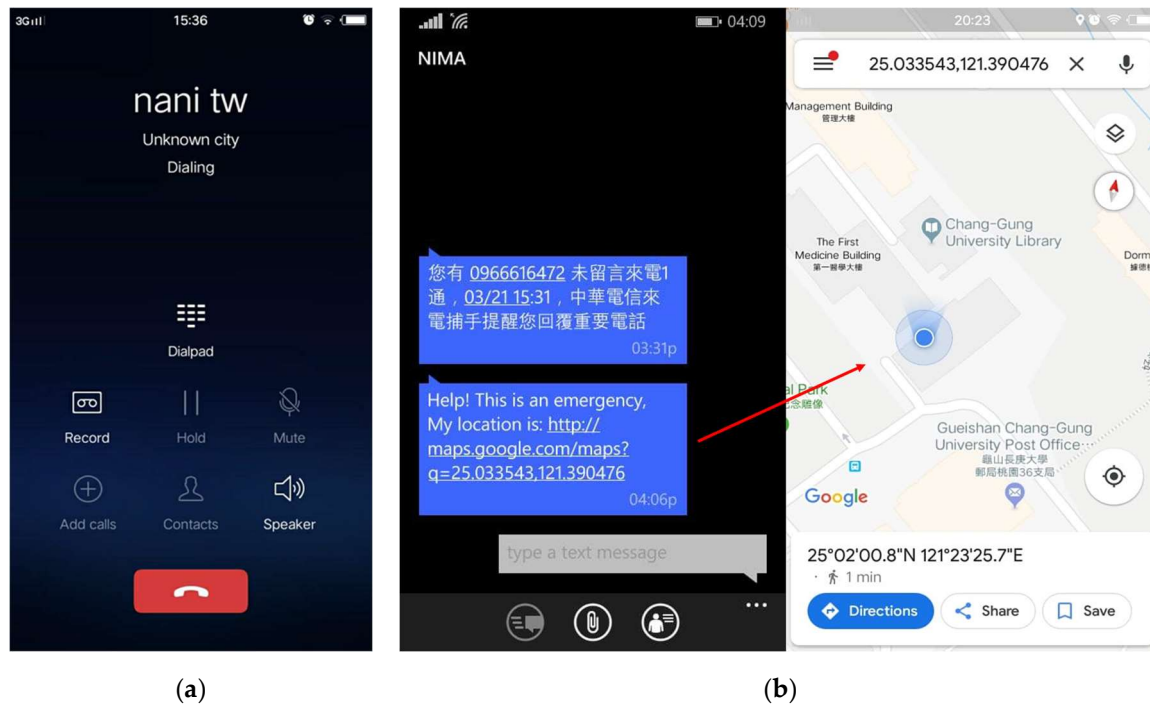 3G
15:36
nani tw
Unknown city
Dialing
Dialpad
Record
Hold
Mute
Add calls
Contacts
Speaker
(a)
04:09
NIMA
您有 0966616472 未留言來電1
通，03/21 15:31，中華電信來
電捕手提醒您回覆重要電話
03:31p
Help! This is an emergency,
My location is: http://
maps.google.com/maps?
q=25.033543,121.390476
04:06p
type a text message
20:23
25.033543,121.390476
Management Building
管理大樓
Chang-Gung
University Library
The First
Medicine Building
第一醫學大樓
Dorm
al Park
念雕像
Gueishan Chang-Gung
University Post Office...
龜山長庚大學
郵局桃園36支局
Google
25°02'00.8"N 121°23'25.7"E
· 1 min
Directions
Share
Save
(b)